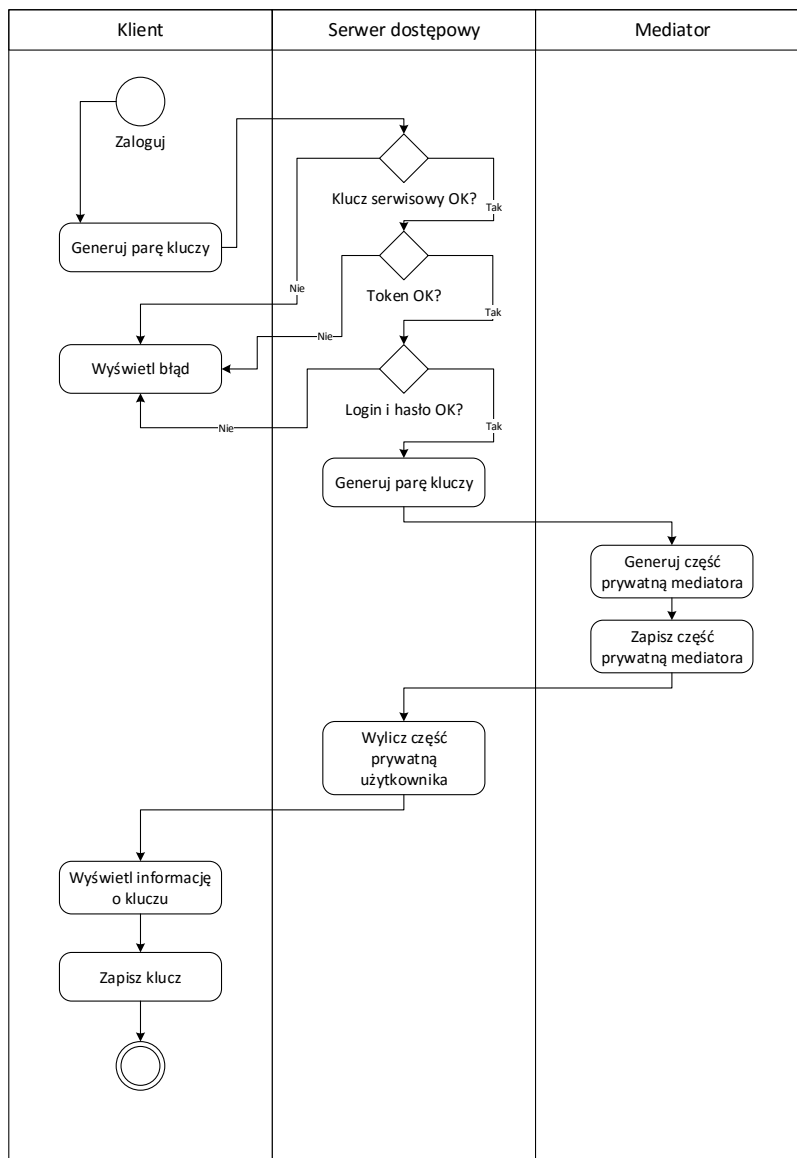 Klient
Serwer dostępowy
Mediator
Zaloguj
Klucz serwisowy OK?
Tak
Generuj parę kluczy
Nie
Token OK?
Tak
Nie
Wyświetl błąd
Login i hasło OK?
Nie
Tak
Generuj parę kluczy
Generuj część
prywatną mediatora
Zapisz część
prywatną mediatora
Wylicz część
prywatną
użytkownika
Wyświetl informację
o kluczu
Zapisz klucz